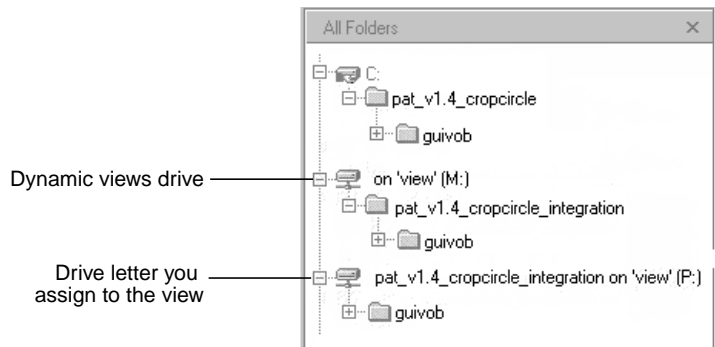 All Folders
C:
pat_v1.4_cropcircle
guivob
Dynamic views drive
on 'view' (M:)
pat_v1.4_cropcircle_integration
guivob
Drive letter you
assign to the view
pat_v1.4_cropcircle_integration on 'view' (P:)
guivob